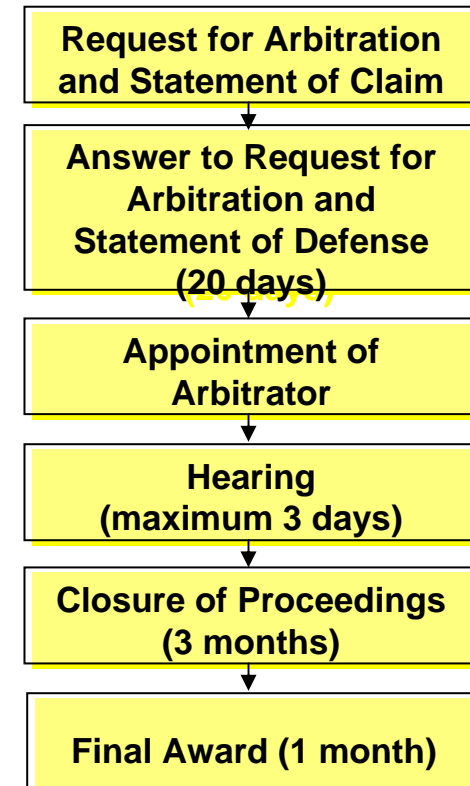 Request for Arbitration
and Statement of Claim
Answer to Request for
Arbitration and
Statement of Defense
(20 days)
Appointment of
Arbitrator
Hearing
(maximum 3 days)
Closure of Proceedings
(3 months)
Final Award (1 month)